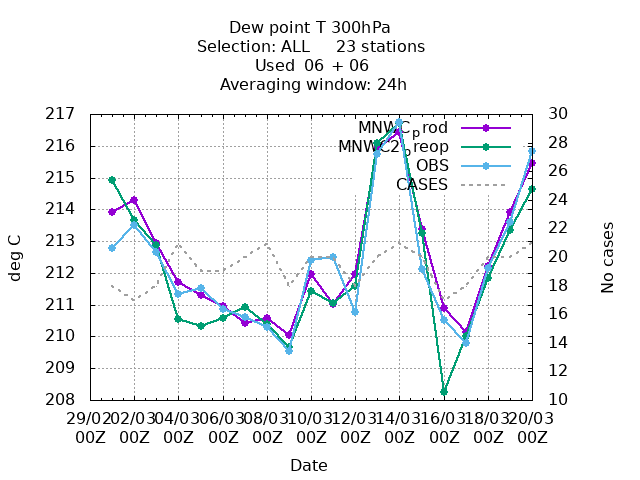 Dew point T 300hPa
Selection: ALL     23 stations
Used  06 + 06
Averaging window: 24h
217
216
215
214
213
212
211
210
209
208
deg C
30
28
26
24
22
20
18
16
14
12
10
No cases
MNWC_prod
MNWC2_preop
OBS
CASES
29/02 02/03 04/03 06/03 08/03 10/03 12/03 14/03 16/03 18/03 20/03
00Z 00Z 00Z 00Z 00Z 00Z 00Z 00Z 00Z 00Z 00Z
Date